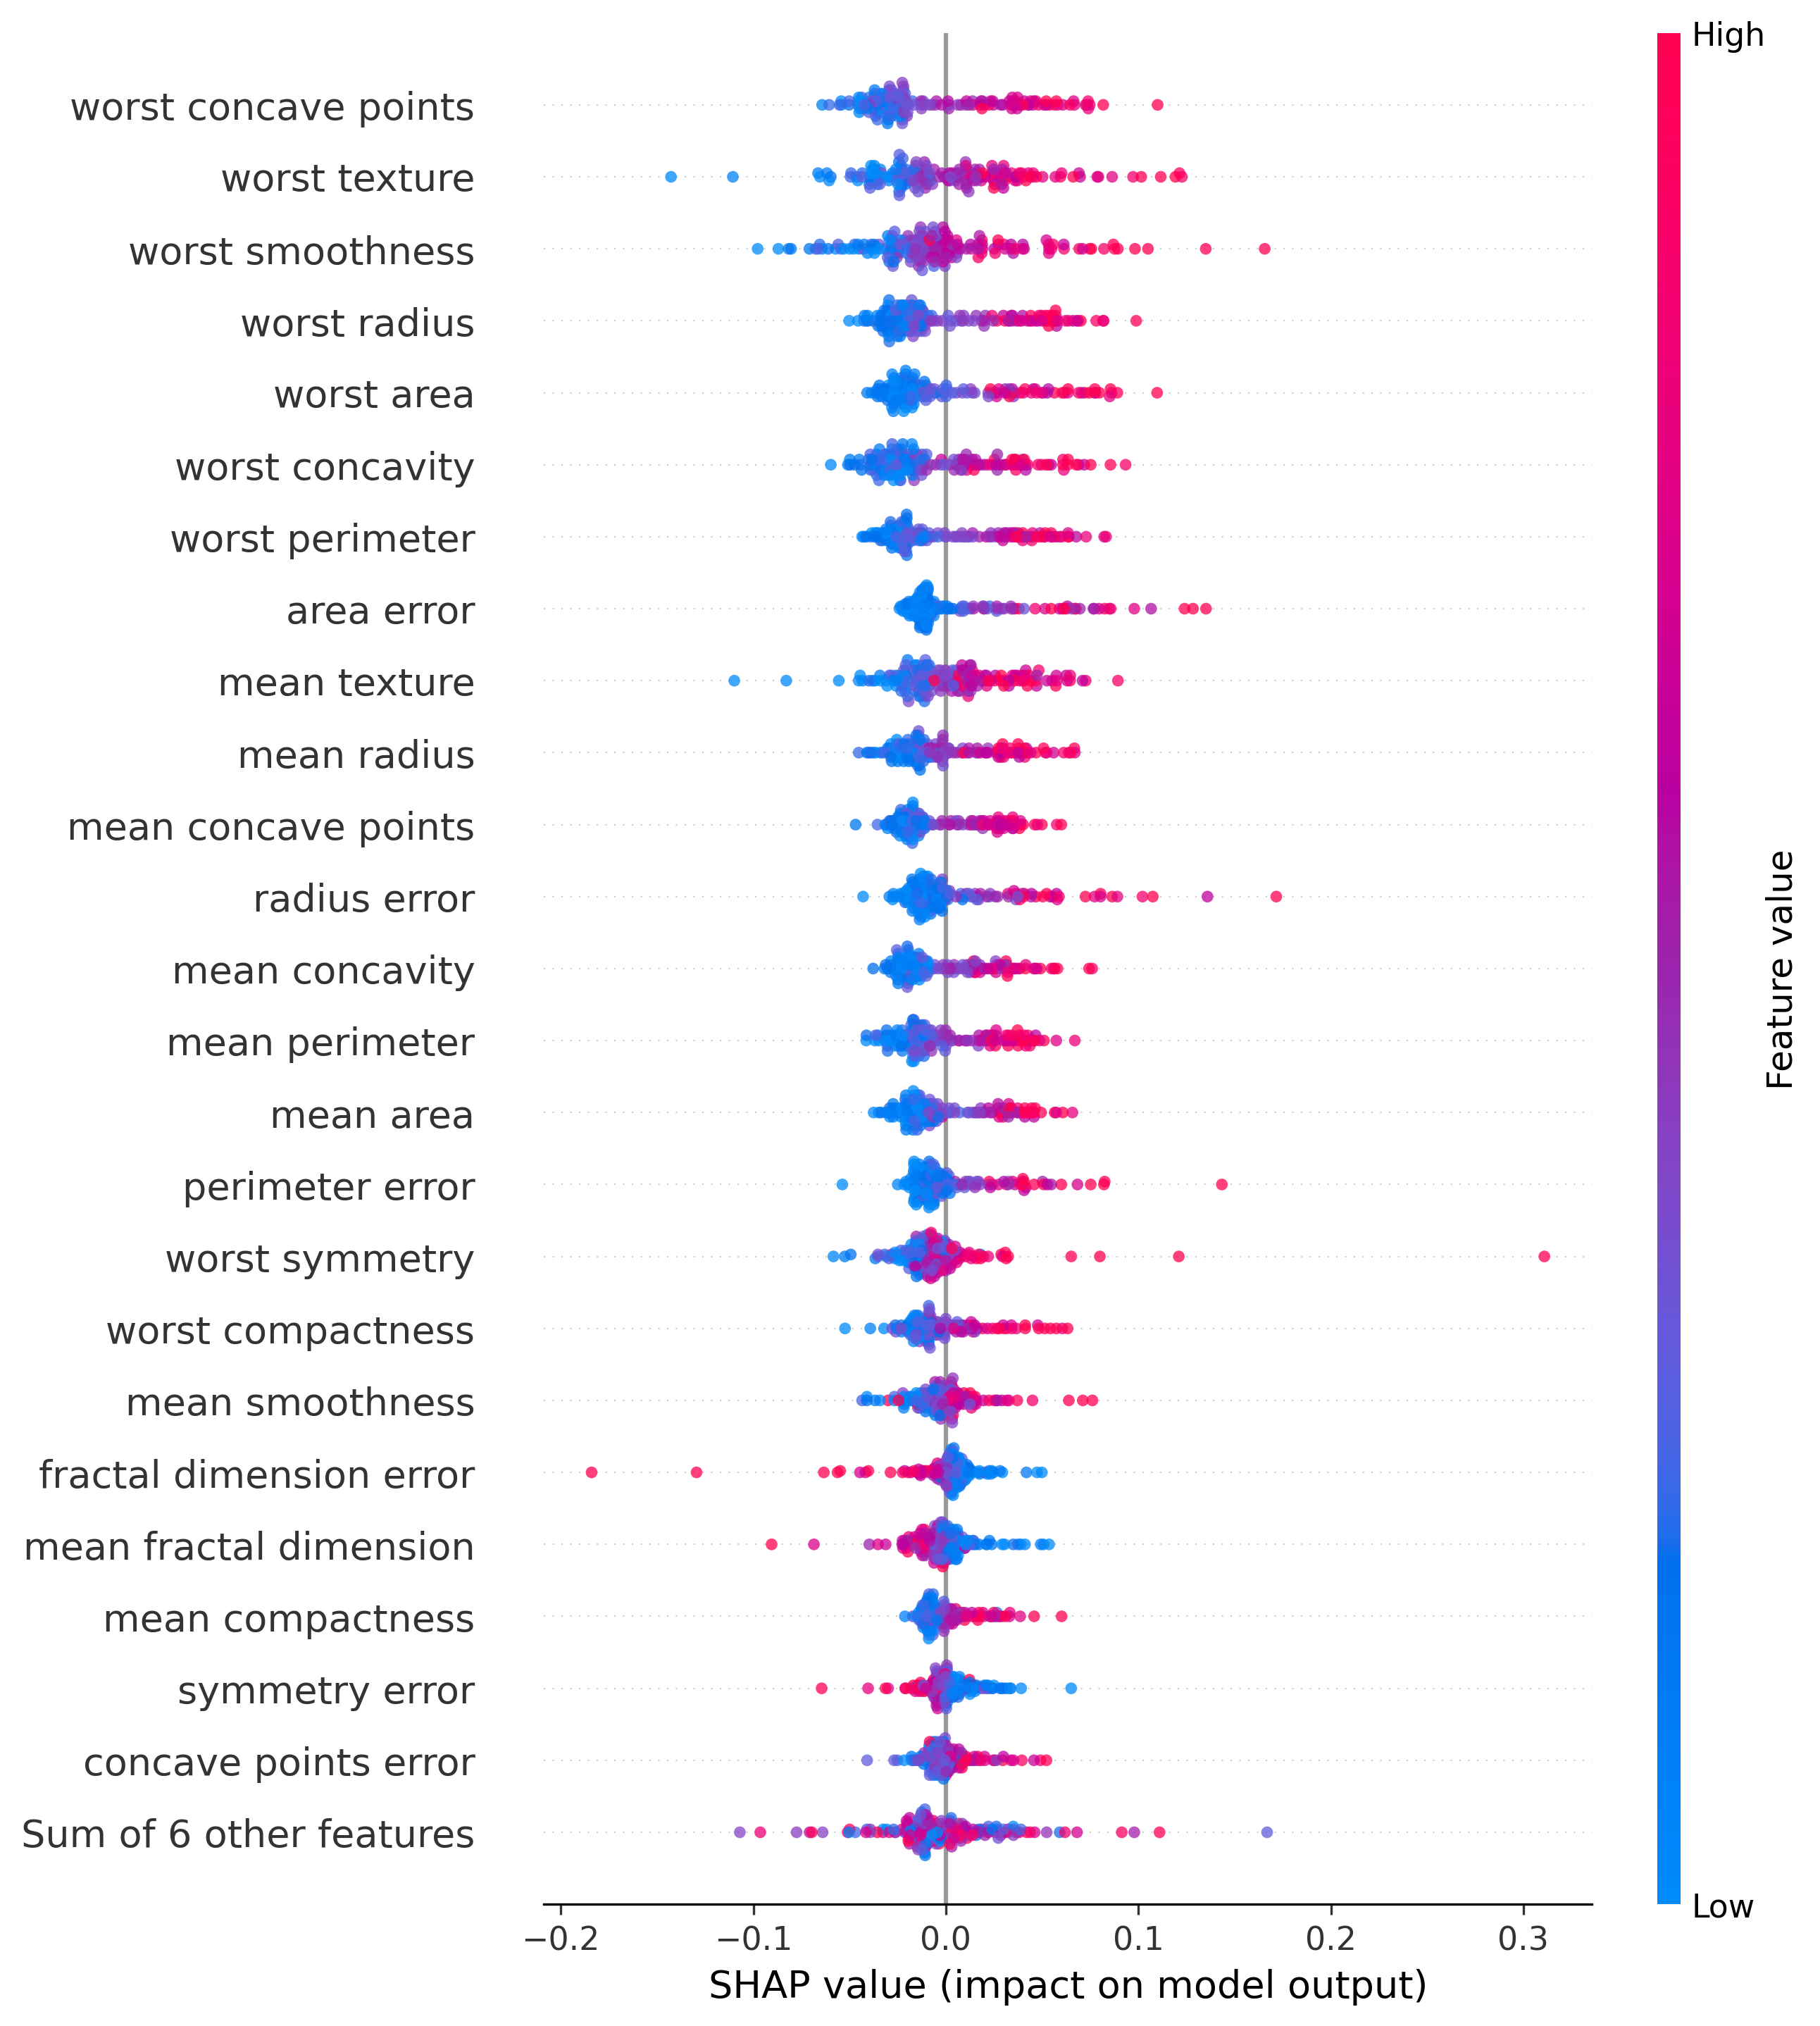 High
worst concave points
worst texture
worst smoothness
worst radius
worst area
worst concavity
worst perimeter
area error
mean texture
mean radius
mean concave points
radius error
mean concavity
mean perimeter
mean area
perimeter error
worst symmetry
worst compactness
mean smoothness
fractal dimension error
mean fractal dimension
mean compactness
symmetry error
concave points error
Sum of 6 other features
Feature value
Low
−0.2 −0.1 0.0 0.1 0.2 0.3
SHAP value (impact on model output)